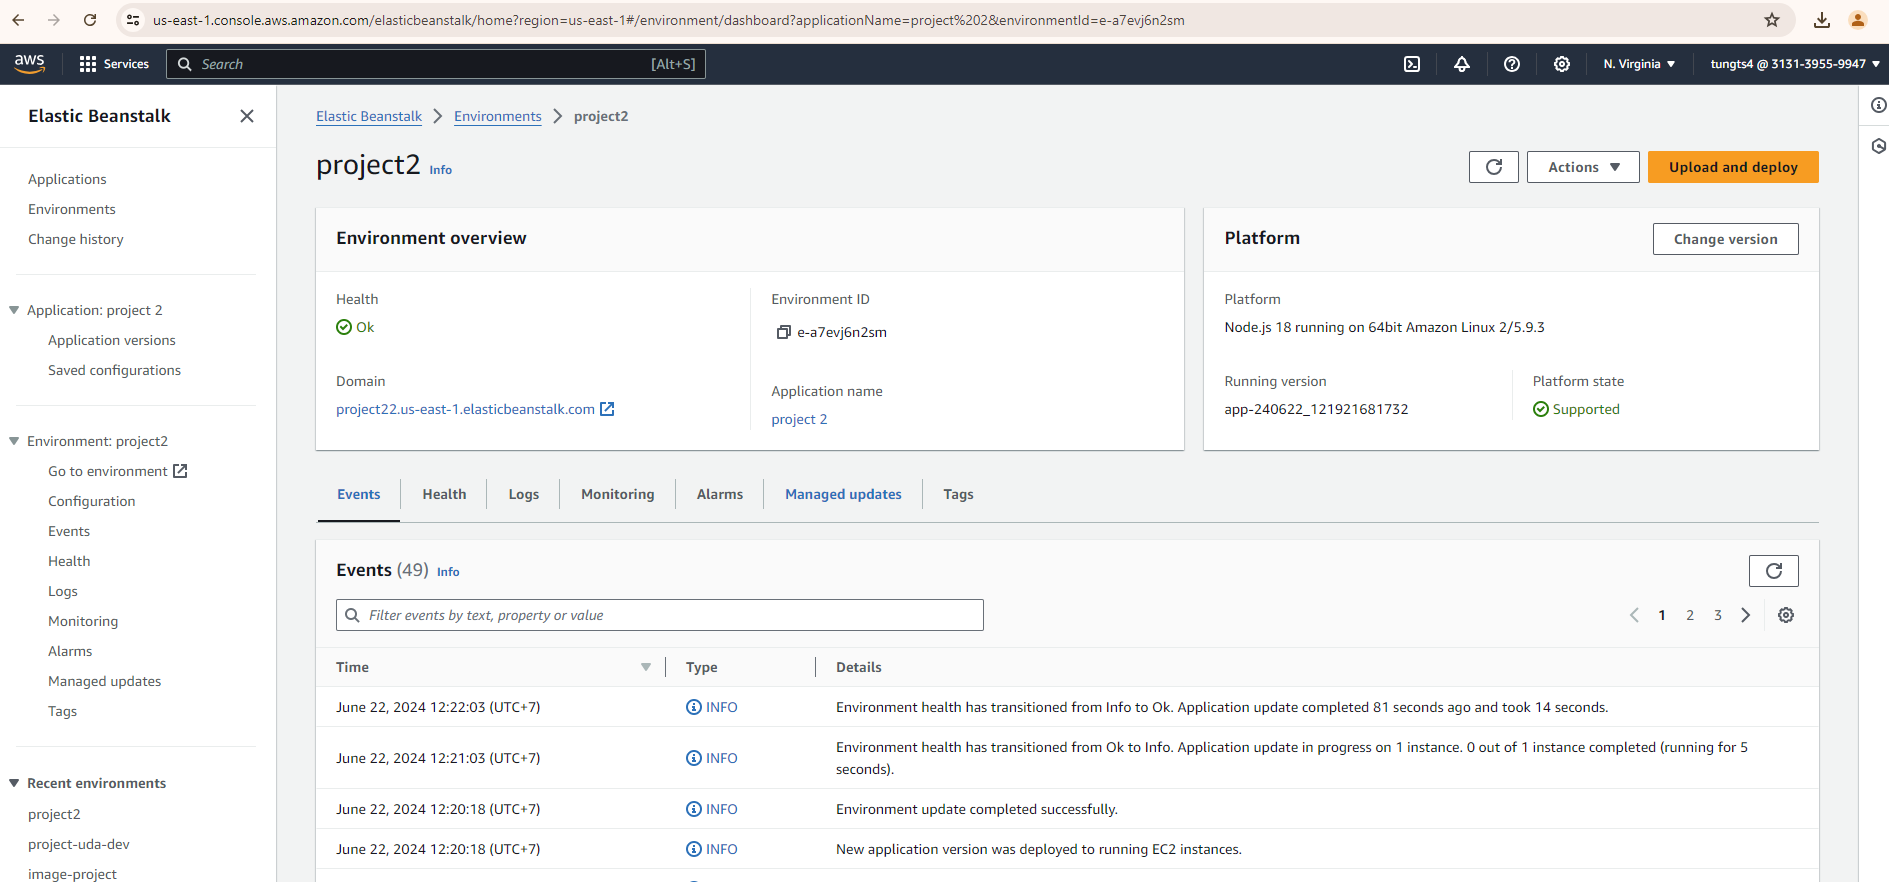 us-east-1.console.aws.amazon.com/elasticbeanstalk/home?region=us-east-1#/environment/dashboard?applicationName=project%202&environmentId=e-a7evj6n2sm
aws
Services
Search
[Alt+S]
N. Virginia
tungts4 @ 3131-3955-9947
Elastic Beanstalk
Applications
Environments
Change history
Application: project 2
Application versions
Saved configurations
Environment: project2
Go to environment
Configuration
Events
Health
Logs
Monitoring
Alarms
Managed updates
Tags
Recent environments
project2
project-uda-dev
image-project
Elastic Beanstalk
Environments
project2
project2 Info
Actions
Upload and deploy
Environment overview
Health
Ok
Domain
project22.us-east-1.elasticbeanstalk.com
Environment ID
e-a7evj6n2sm
Application name
project 2
Platform
Change version
Platform
Node.js 18 running on 64bit Amazon Linux 2/5.9.3
Running version
app-240622_121921681732
Platform state
Supported
Events
Health
Logs
Monitoring
Alarms
Managed updates
Tags
Events (49) Info
Filter events by text, property or value
1 2 3
Time Type Details
June 22, 2024 12:22:03 (UTC+7) INFO Environment health has transitioned from Info to Ok. Application update completed 81 seconds ago and took 14 seconds.
June 22, 2024 12:21:03 (UTC+7) INFO Environment health has transitioned from Ok to Info. Application update in progress on 1 instance. 0 out of 1 instance completed (running for 5
seconds).
June 22, 2024 12:20:18 (UTC+7) INFO Environment update completed successfully.
June 22, 2024 12:20:18 (UTC+7) INFO New application version was deployed to running EC2 instances.